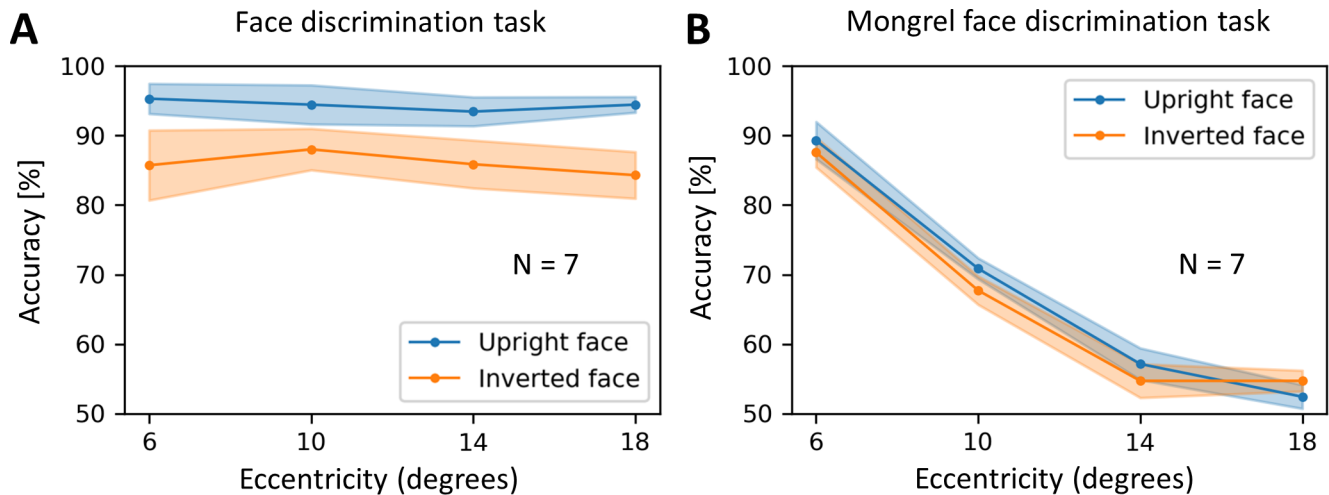 A
Face discrimination task
Accuracy [%]
100
90
80
70
60
50
N = 7
Upright face
Inverted face
6
10
14
18
Eccentricity (degrees)
B
Mongrel face discrimination task
Accuracy [%]
100
90
80
70
60
50
Upright face
Inverted face
N = 7
6
10
14
18
Eccentricity (degrees)